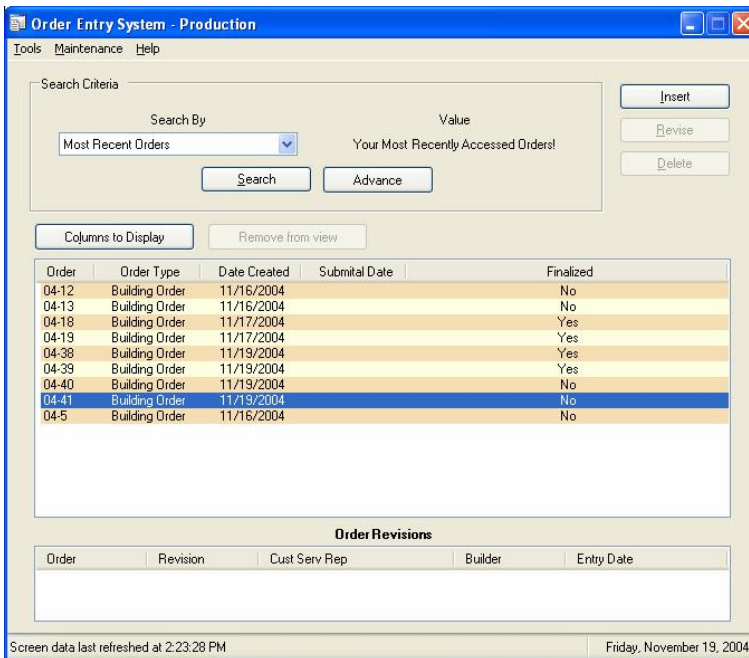 Order Entry System - Production
Tools Maintenance Help
Search Criteria
Search By Value
Most Recent Orders Your Most Recently Accessed Orders!
Search Advance
Insert
Revise
Delete
Columns to Display Remove from view
Order Order Type Date Created Submital Date Finalized
04-12 Building Order 11/16/2004 No
04-13 Building Order 11/16/2004 No
04-18 Building Order 11/17/2004 Yes
04-19 Building Order 11/17/2004 Yes
04-38 Building Order 11/19/2004 Yes
04-39 Building Order 11/19/2004 Yes
04-40 Building Order 11/19/2004 No
04-41 Building Order 11/19/2004 No
04-5 Building Order 11/16/2004 No
Order Revisions
Order Revision Cust Serv Rep Builder Entry Date
Screen data last refreshed at 2:23:28 PM Friday, November 19, 2004